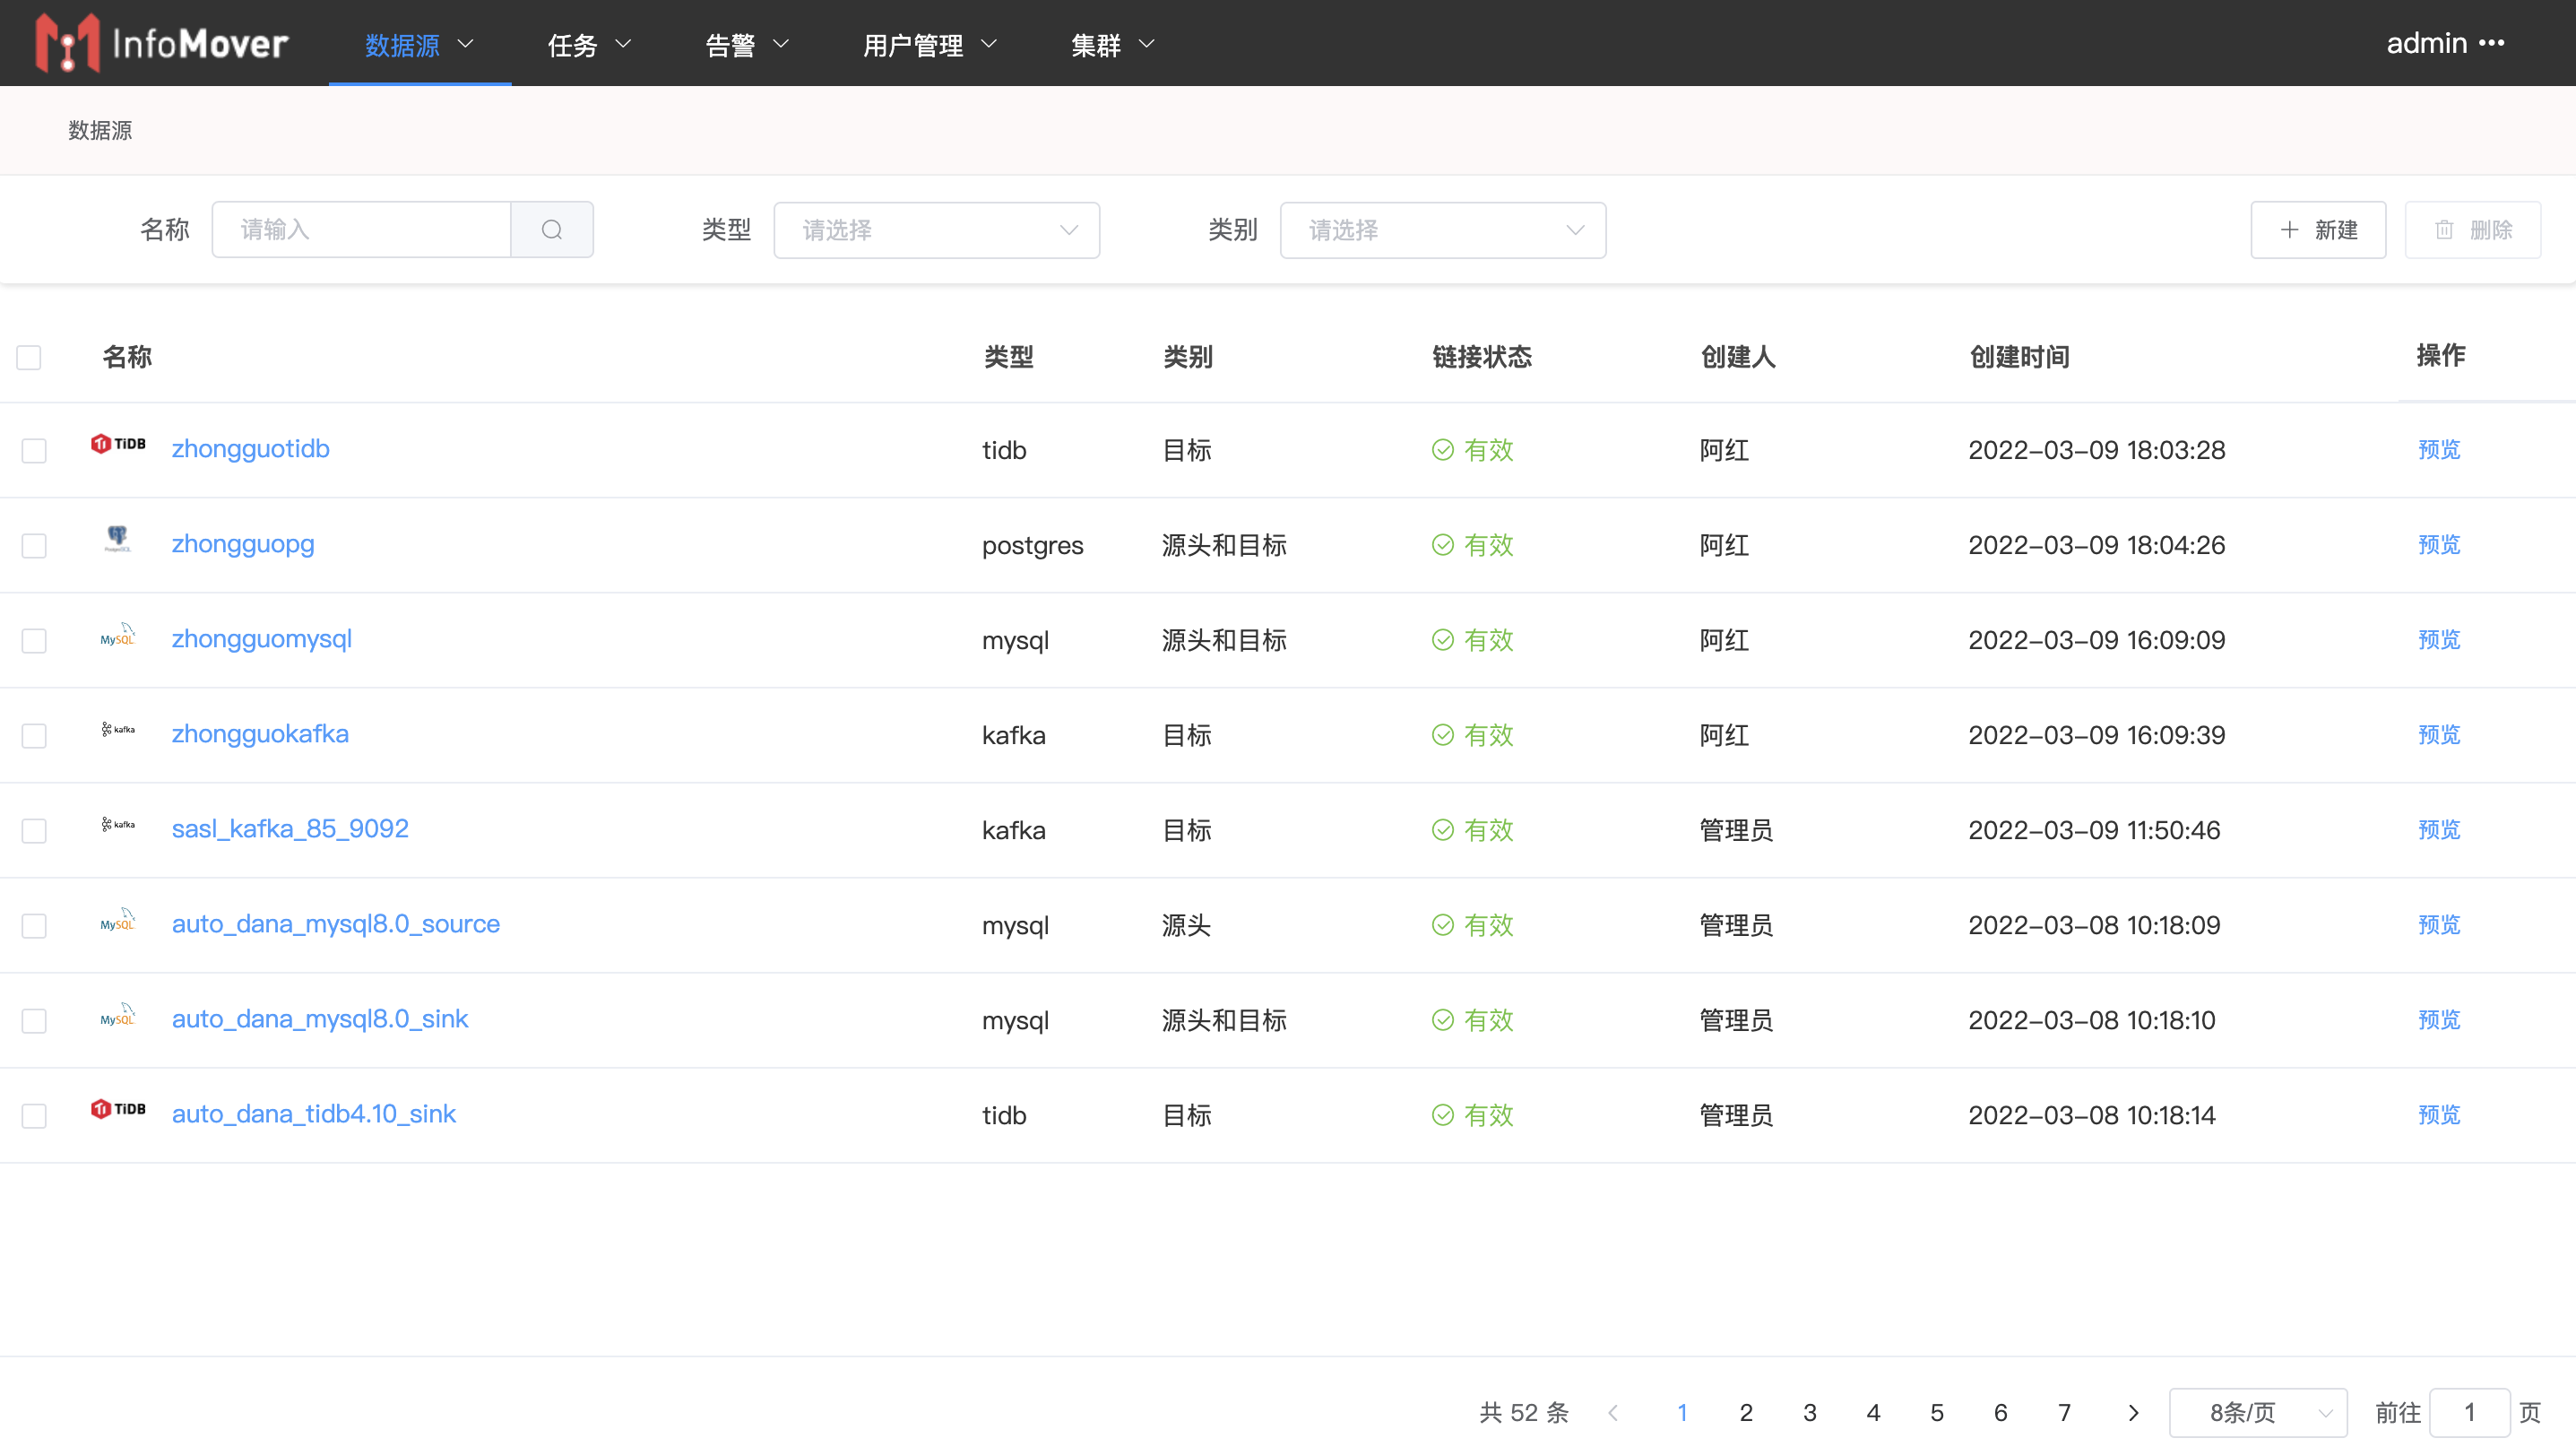 InfoMover 数据源 任务 告警 用户管理 集群 admin •••
数据源
名称 请输入 类型 请选择 类别 请选择 新建 删除
名称 类型 类别 链接状态 创建人 创建时间 操作
TiDB zhongguotidb tidb 目标 有效 阿红 2022-03-09 18:03:28 预览
PostgreSQL zhongguopg postgres 源头和目标 有效 阿红 2022-03-09 18:04:26 预览
MySQL zhongguomysql mysql 源头和目标 有效 阿红 2022-03-09 16:09:09 预览
kafka zhongguokafka kafka 目标 有效 阿红 2022-03-09 16:09:39 预览
kafka sasl_kafka_85_9092 kafka 目标 有效 管理员 2022-03-09 11:50:46 预览
MySQL auto_dana_mysql8.0_source mysql 源头 有效 管理员 2022-03-08 10:18:09 预览
MySQL auto_dana_mysql8.0_sink mysql 源头和目标 有效 管理员 2022-03-08 10:18:10 预览
TiDB auto_dana_tidb4.10_sink tidb 目标 有效 管理员 2022-03-08 10:18:14 预览
共 52 条 1 2 3 4 5 6 7 8条/页 前往 1 页